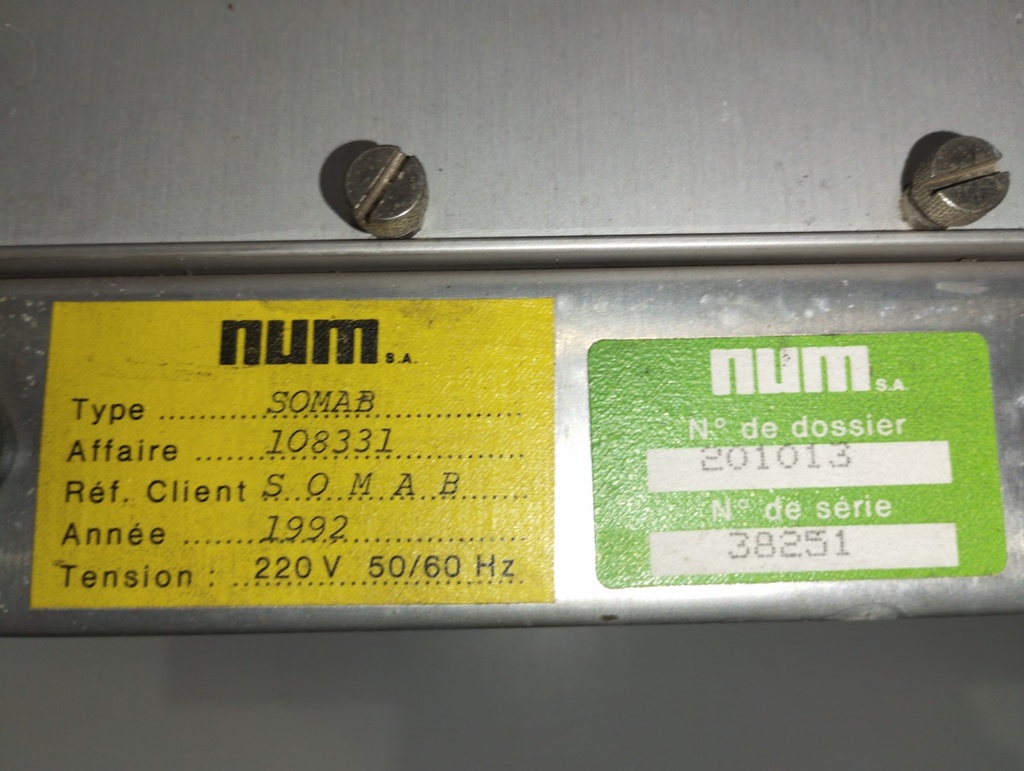 num S.A.
Type .................. SOMAB ..................
Affaire .............. 108331 ..................
Réf. Client S. O. M. A. B ......
Année .............. 1992 ..................
Tension : .. 220 V 50/60 Hz
num S.A.
N.° de dossier
201013
N° de série
38251